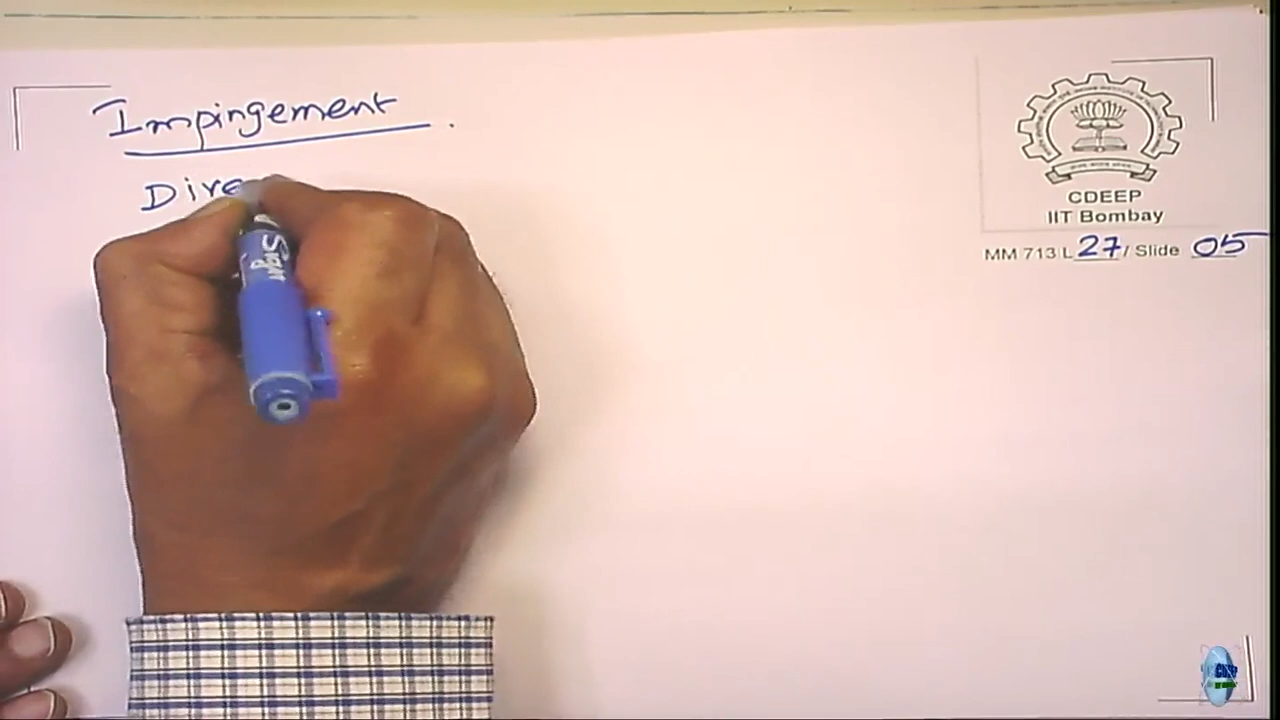 Impingement.
Dire
CDEEP
IIT Bombay
MM 713 L 27 / Slide 05